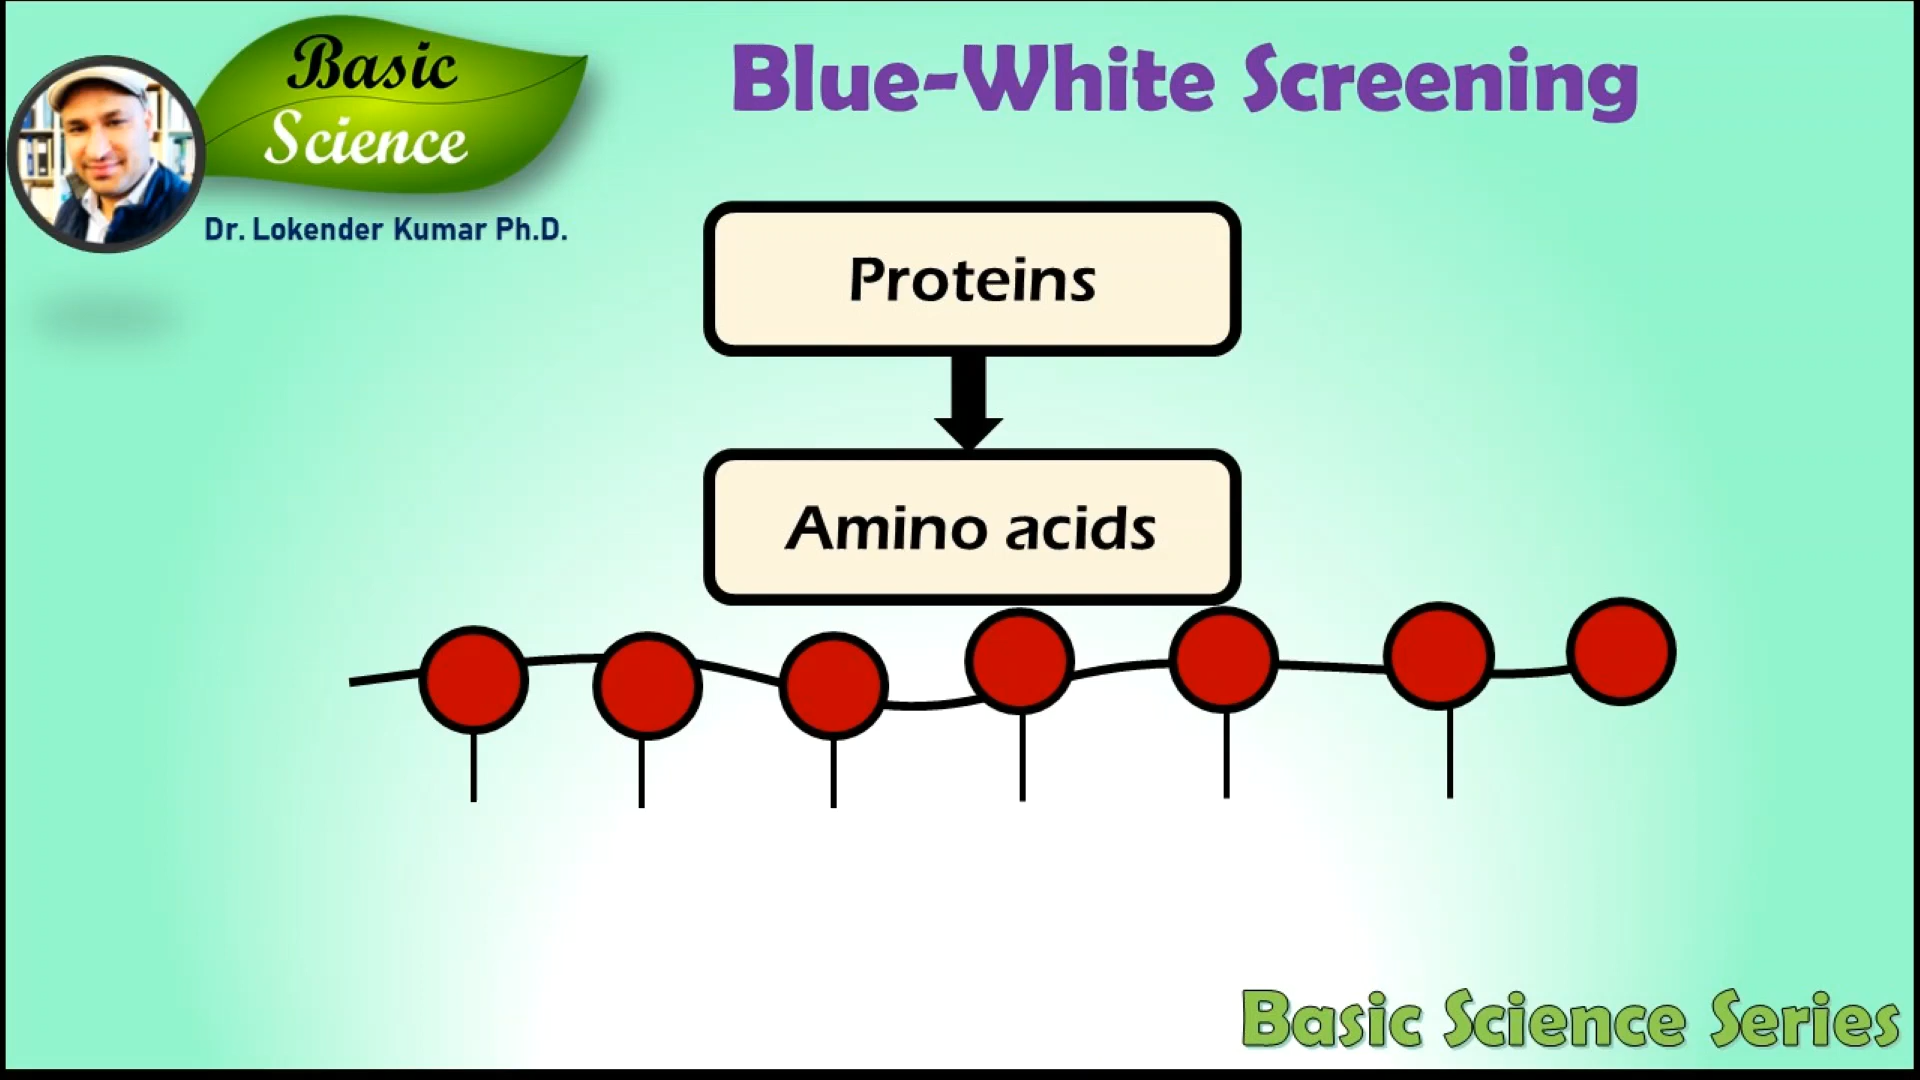 Basic
Science
Dr. Lokender Kumar Ph.D.
Blue-White Screening
Proteins
Amino acids
Basic Science Series